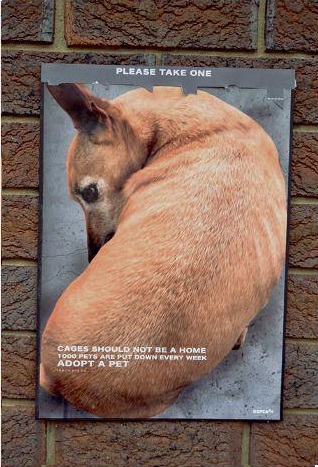 PLEASE TAKE ONE
CAGES SHOULD NOT BE A HOME
1000 PETS ARE PUT DOWN EVERY WEEK
ADOPT A PET